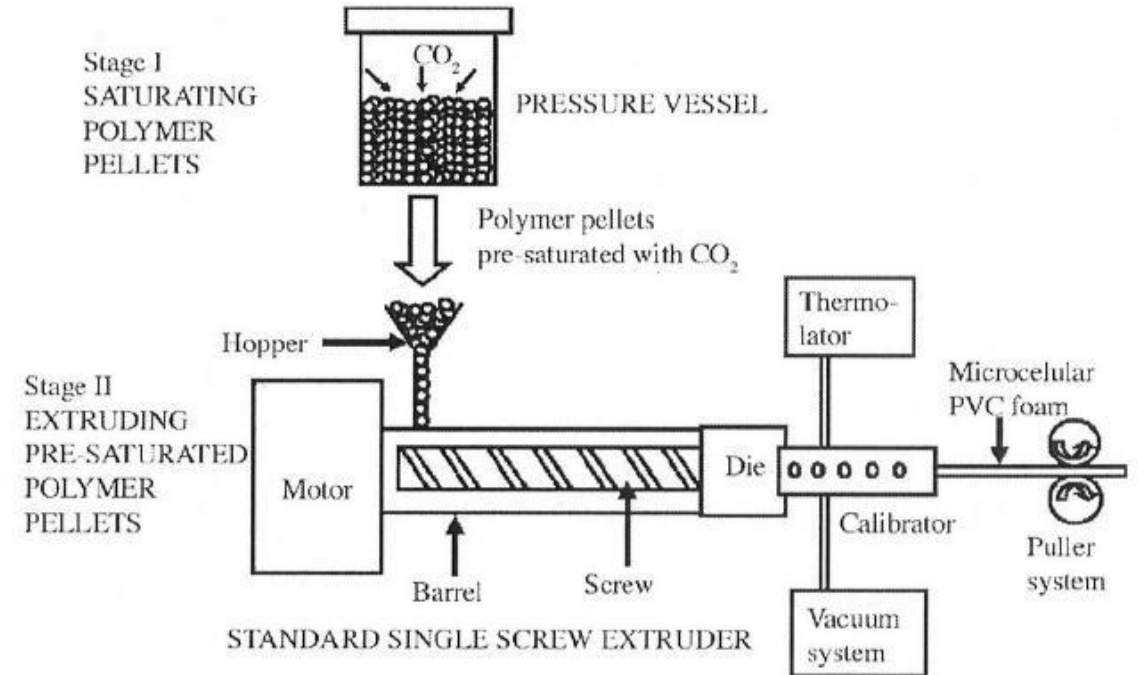 Stage I
SATURATING
POLYMER
PELLETS
CO₂
PRESSURE VESSEL
Polymer pellets
pre-saturated with CO₂
Hopper
Thermo-
lator
Stage II
EXTRUDING
PRE-SATURATED
POLYMER
PELLETS
Motor
Die
Microcelular
PVC foam
Calibrator
Puller
system
Barrel
Screw
Vacuum
system
STANDARD SINGLE SCREW EXTRUDER